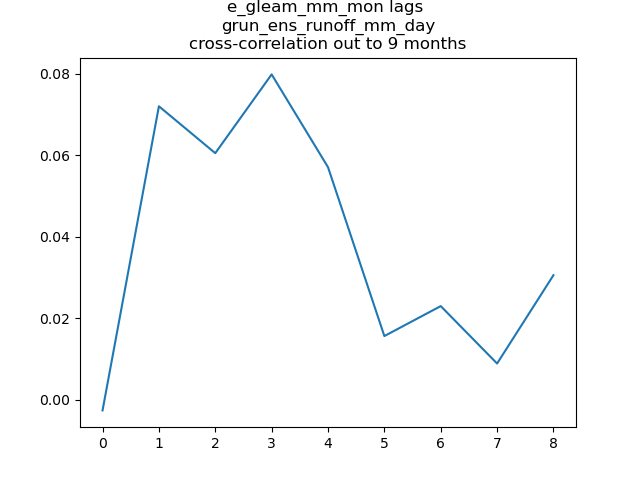 e_gleam_mm_mon lags
grun_ens_runoff_mm_day
cross-correlation out to 9 months
0.08
0.06
0.04
0.02
0.00
0 1 2 3 4 5 6 7 8